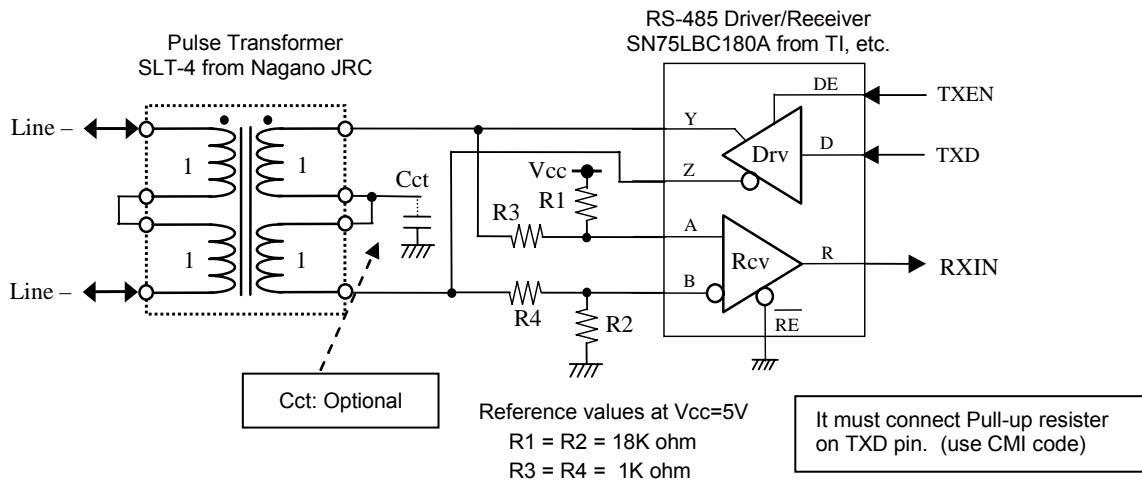 RS-485 Driver/Receiver
SN75LBC180A from TI, etc.
Pulse Transformer
SLT-4 from Nagano JRC
DE
TXEN
Line –
Y
1
1
Drv
D
TXD
Cct
Vcc
Z
R1
R3
A
1
1
Rcv
R
RXIN
Line –
B
R4
R2
RE
Cct: Optional
Reference values at Vcc=5V
R1 = R2 = 18K ohm
R3 = R4 = 1K ohm
It must connect Pull-up resister
on TXD pin. (use CMI code)